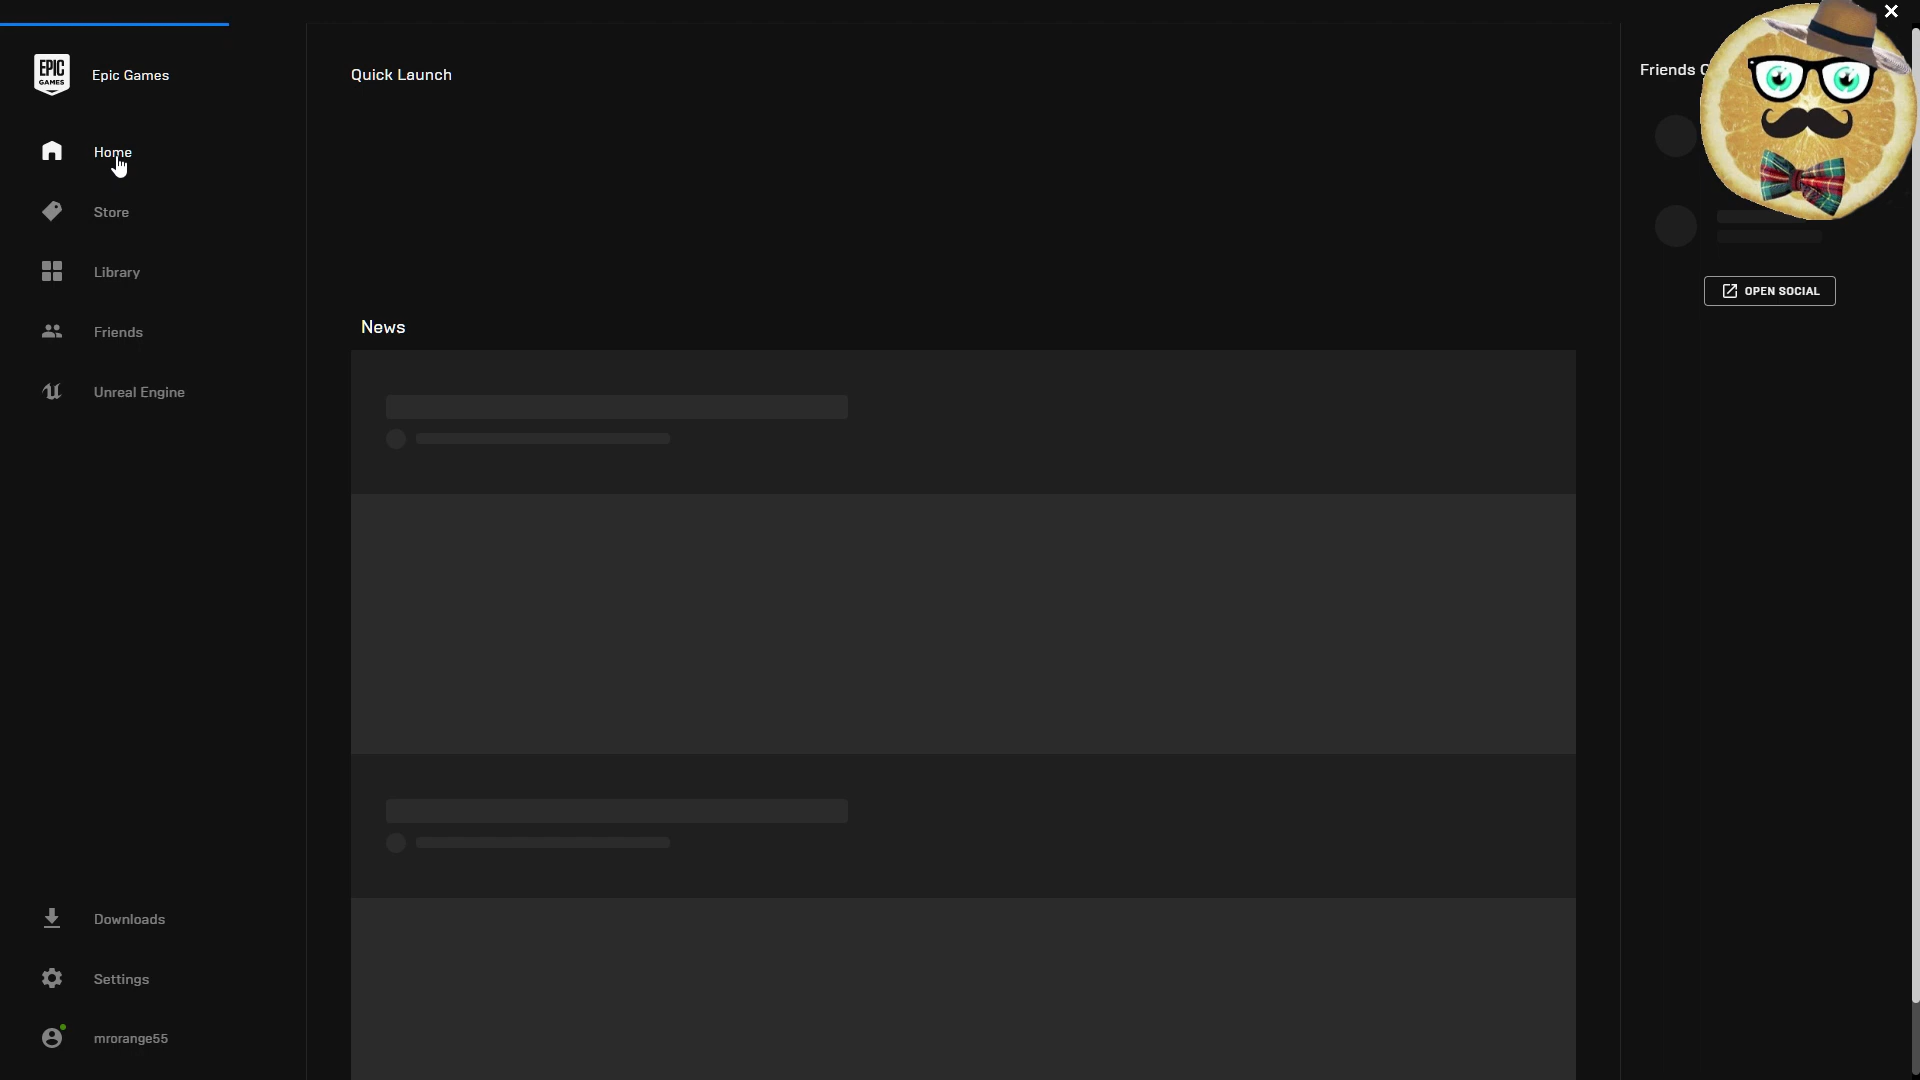 EPIC
GAMES
Epic Games
Home
Store
Library
Friends
Unreal Engine
Downloads
Settings
mrorange55
Quick Launch
News
Friends
OPEN SOCIAL